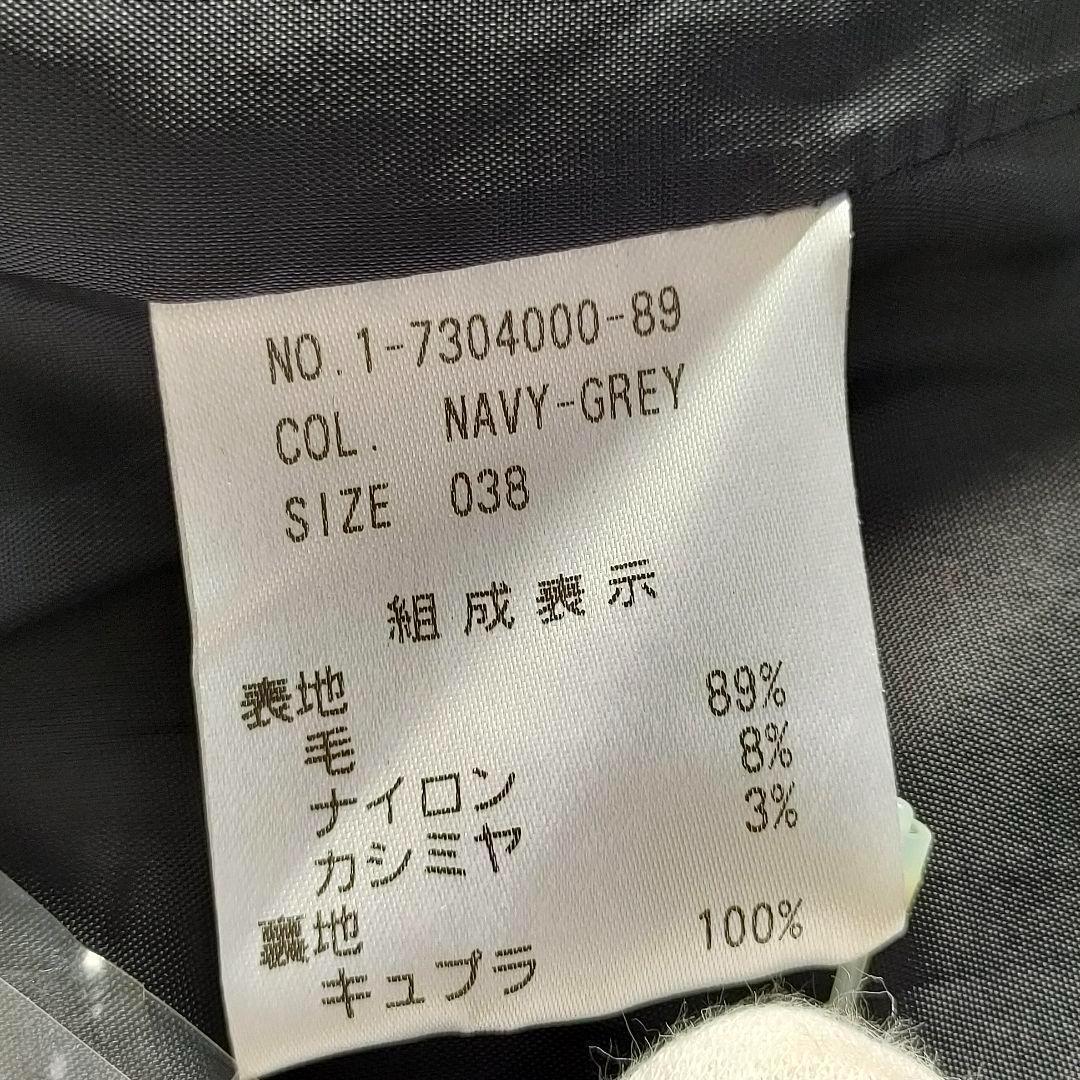 NO.1-7304000-89
COL. NAVY-GREY
SIZE 038
組成表示
表地
毛 89%
ナイロン 8%
カシミヤ 3%
裏地
キュプラ 100%